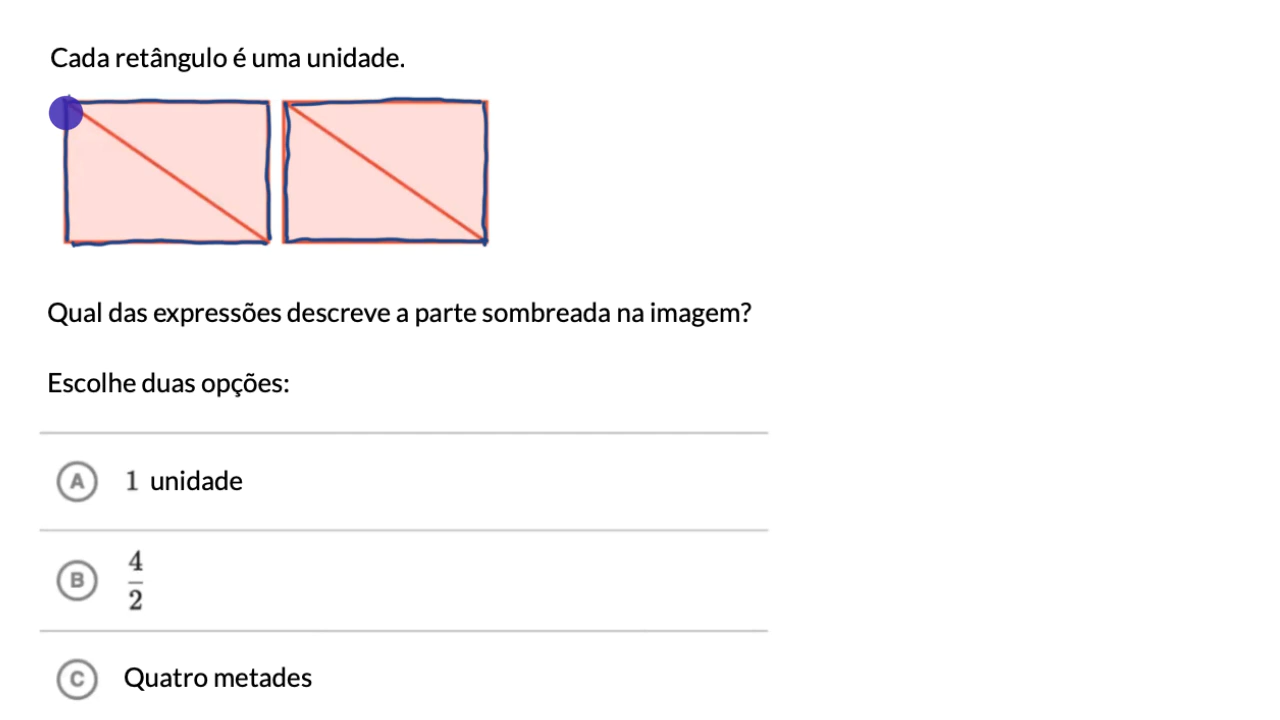 Cada retângulo é uma unidade.
Qual das expressões descreve a parte sombreada na imagem?
Escolhe duas opções:
A 1 unidade
B 4/2
C Quatro metades